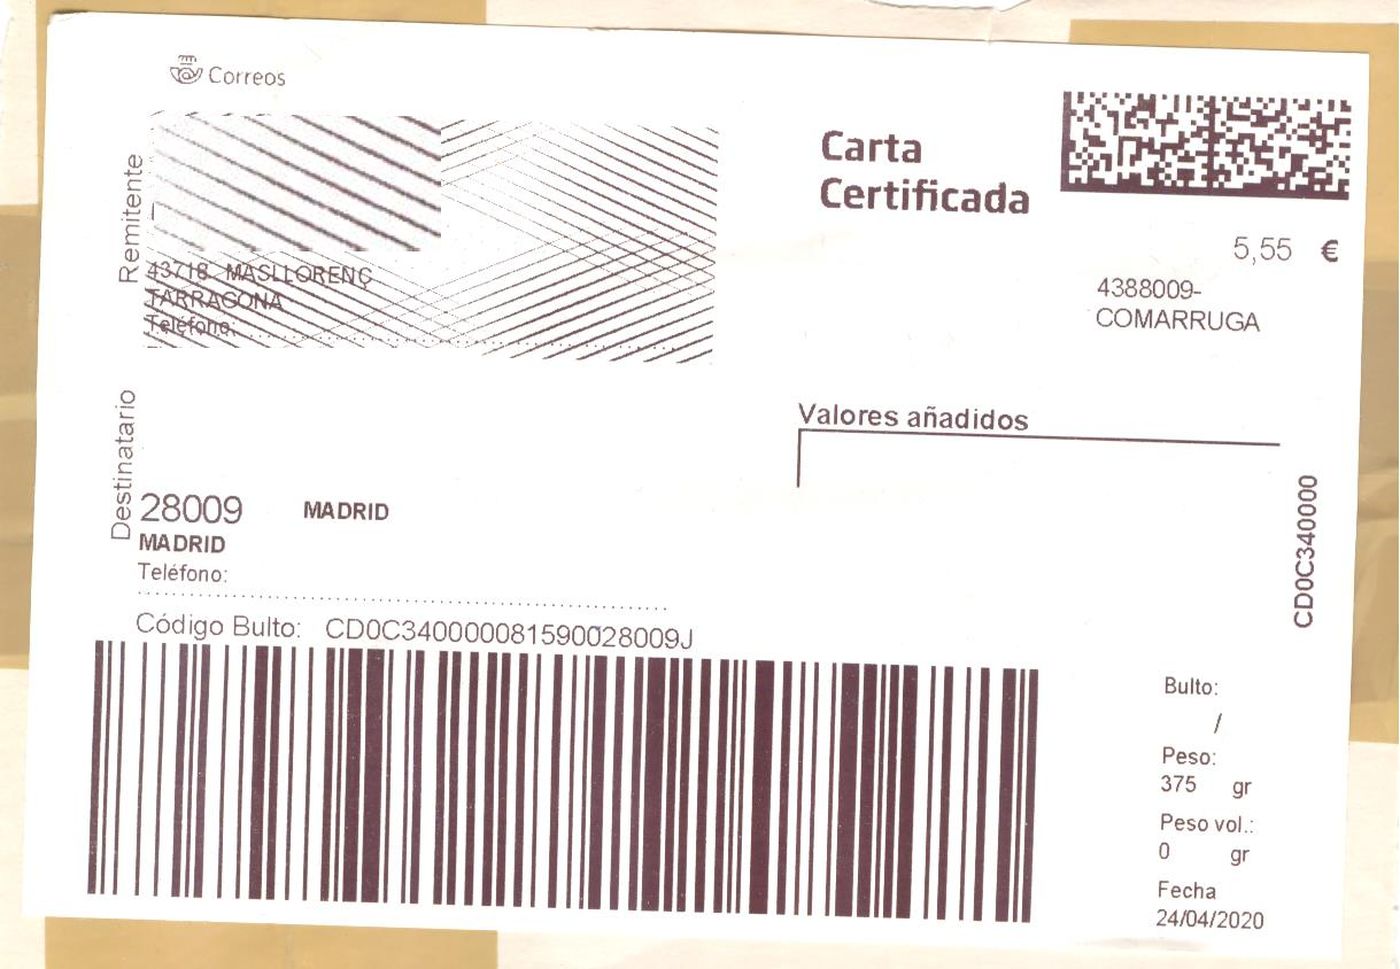 Correos
Remitente
43718 MASLLORENÇ
TARRAGONA
Teléfono:
Carta
Certificada
5,55 €
4388009-
COMARRUGA
Valores añadidos
Destinatario
28009 MADRID
MADRID
Teléfono:
Código Bulto: CD0C340000081590028009J
CD0C340000
Bulto:
/
Peso:
375 gr
Peso vol.:
0 gr
Fecha
24/04/2020